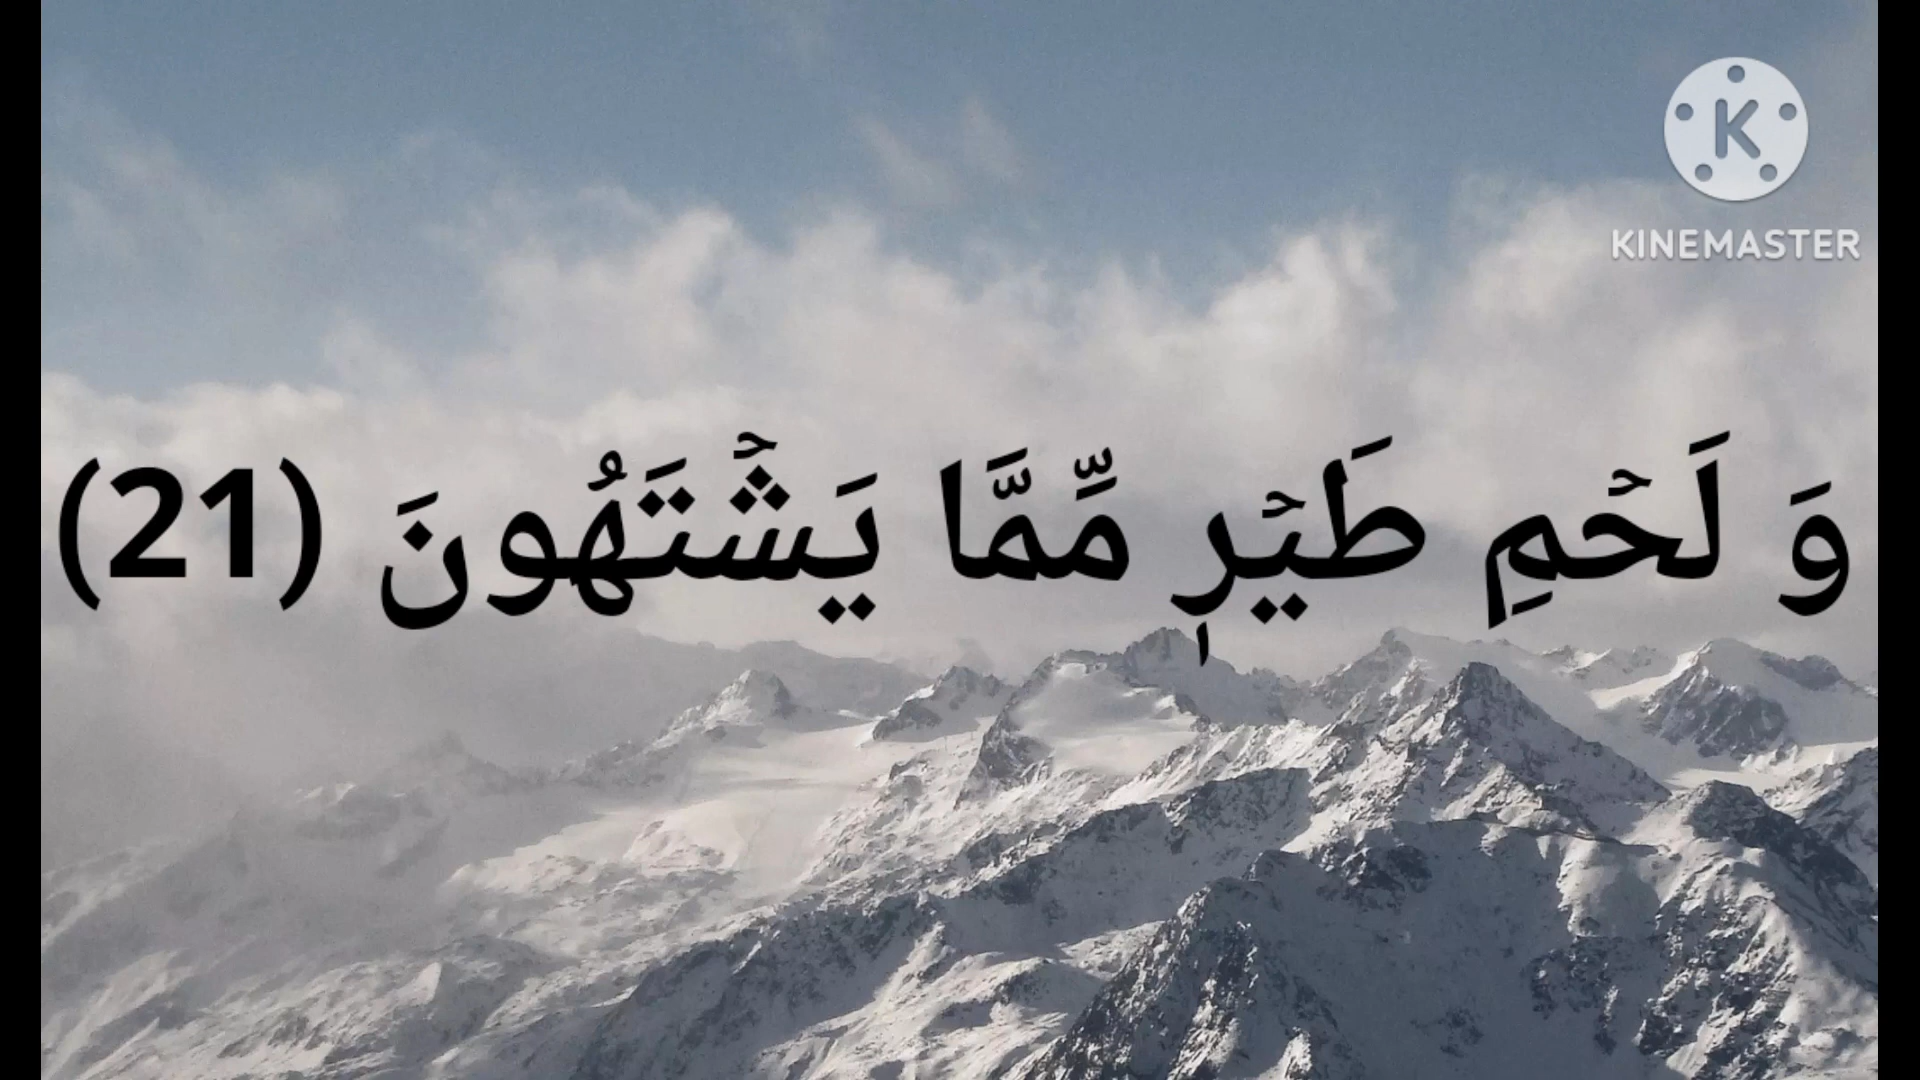 K
KINEMASTER
وَ لَحۡمِ طَيۡرٖ مِّمَّا يَشۡتَهُونَ (21)